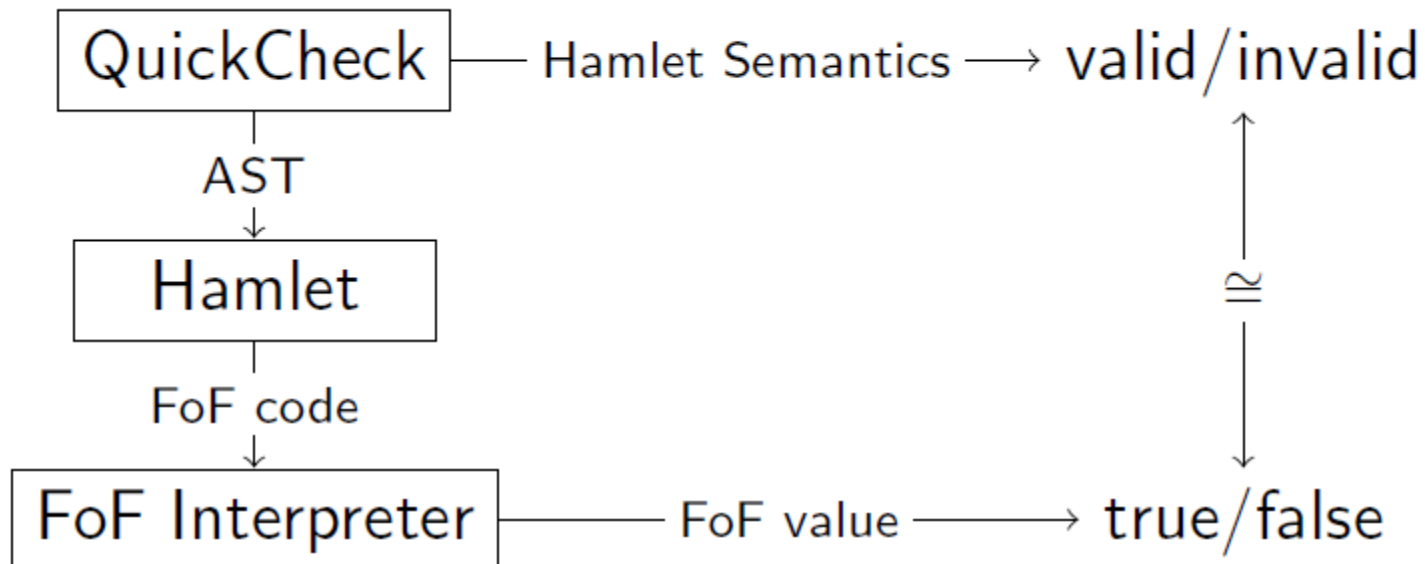 QuickCheck Hamlet Semantics valid/invalid
AST
Hamlet
≅
FoF code
FoF Interpreter FoF value true/false